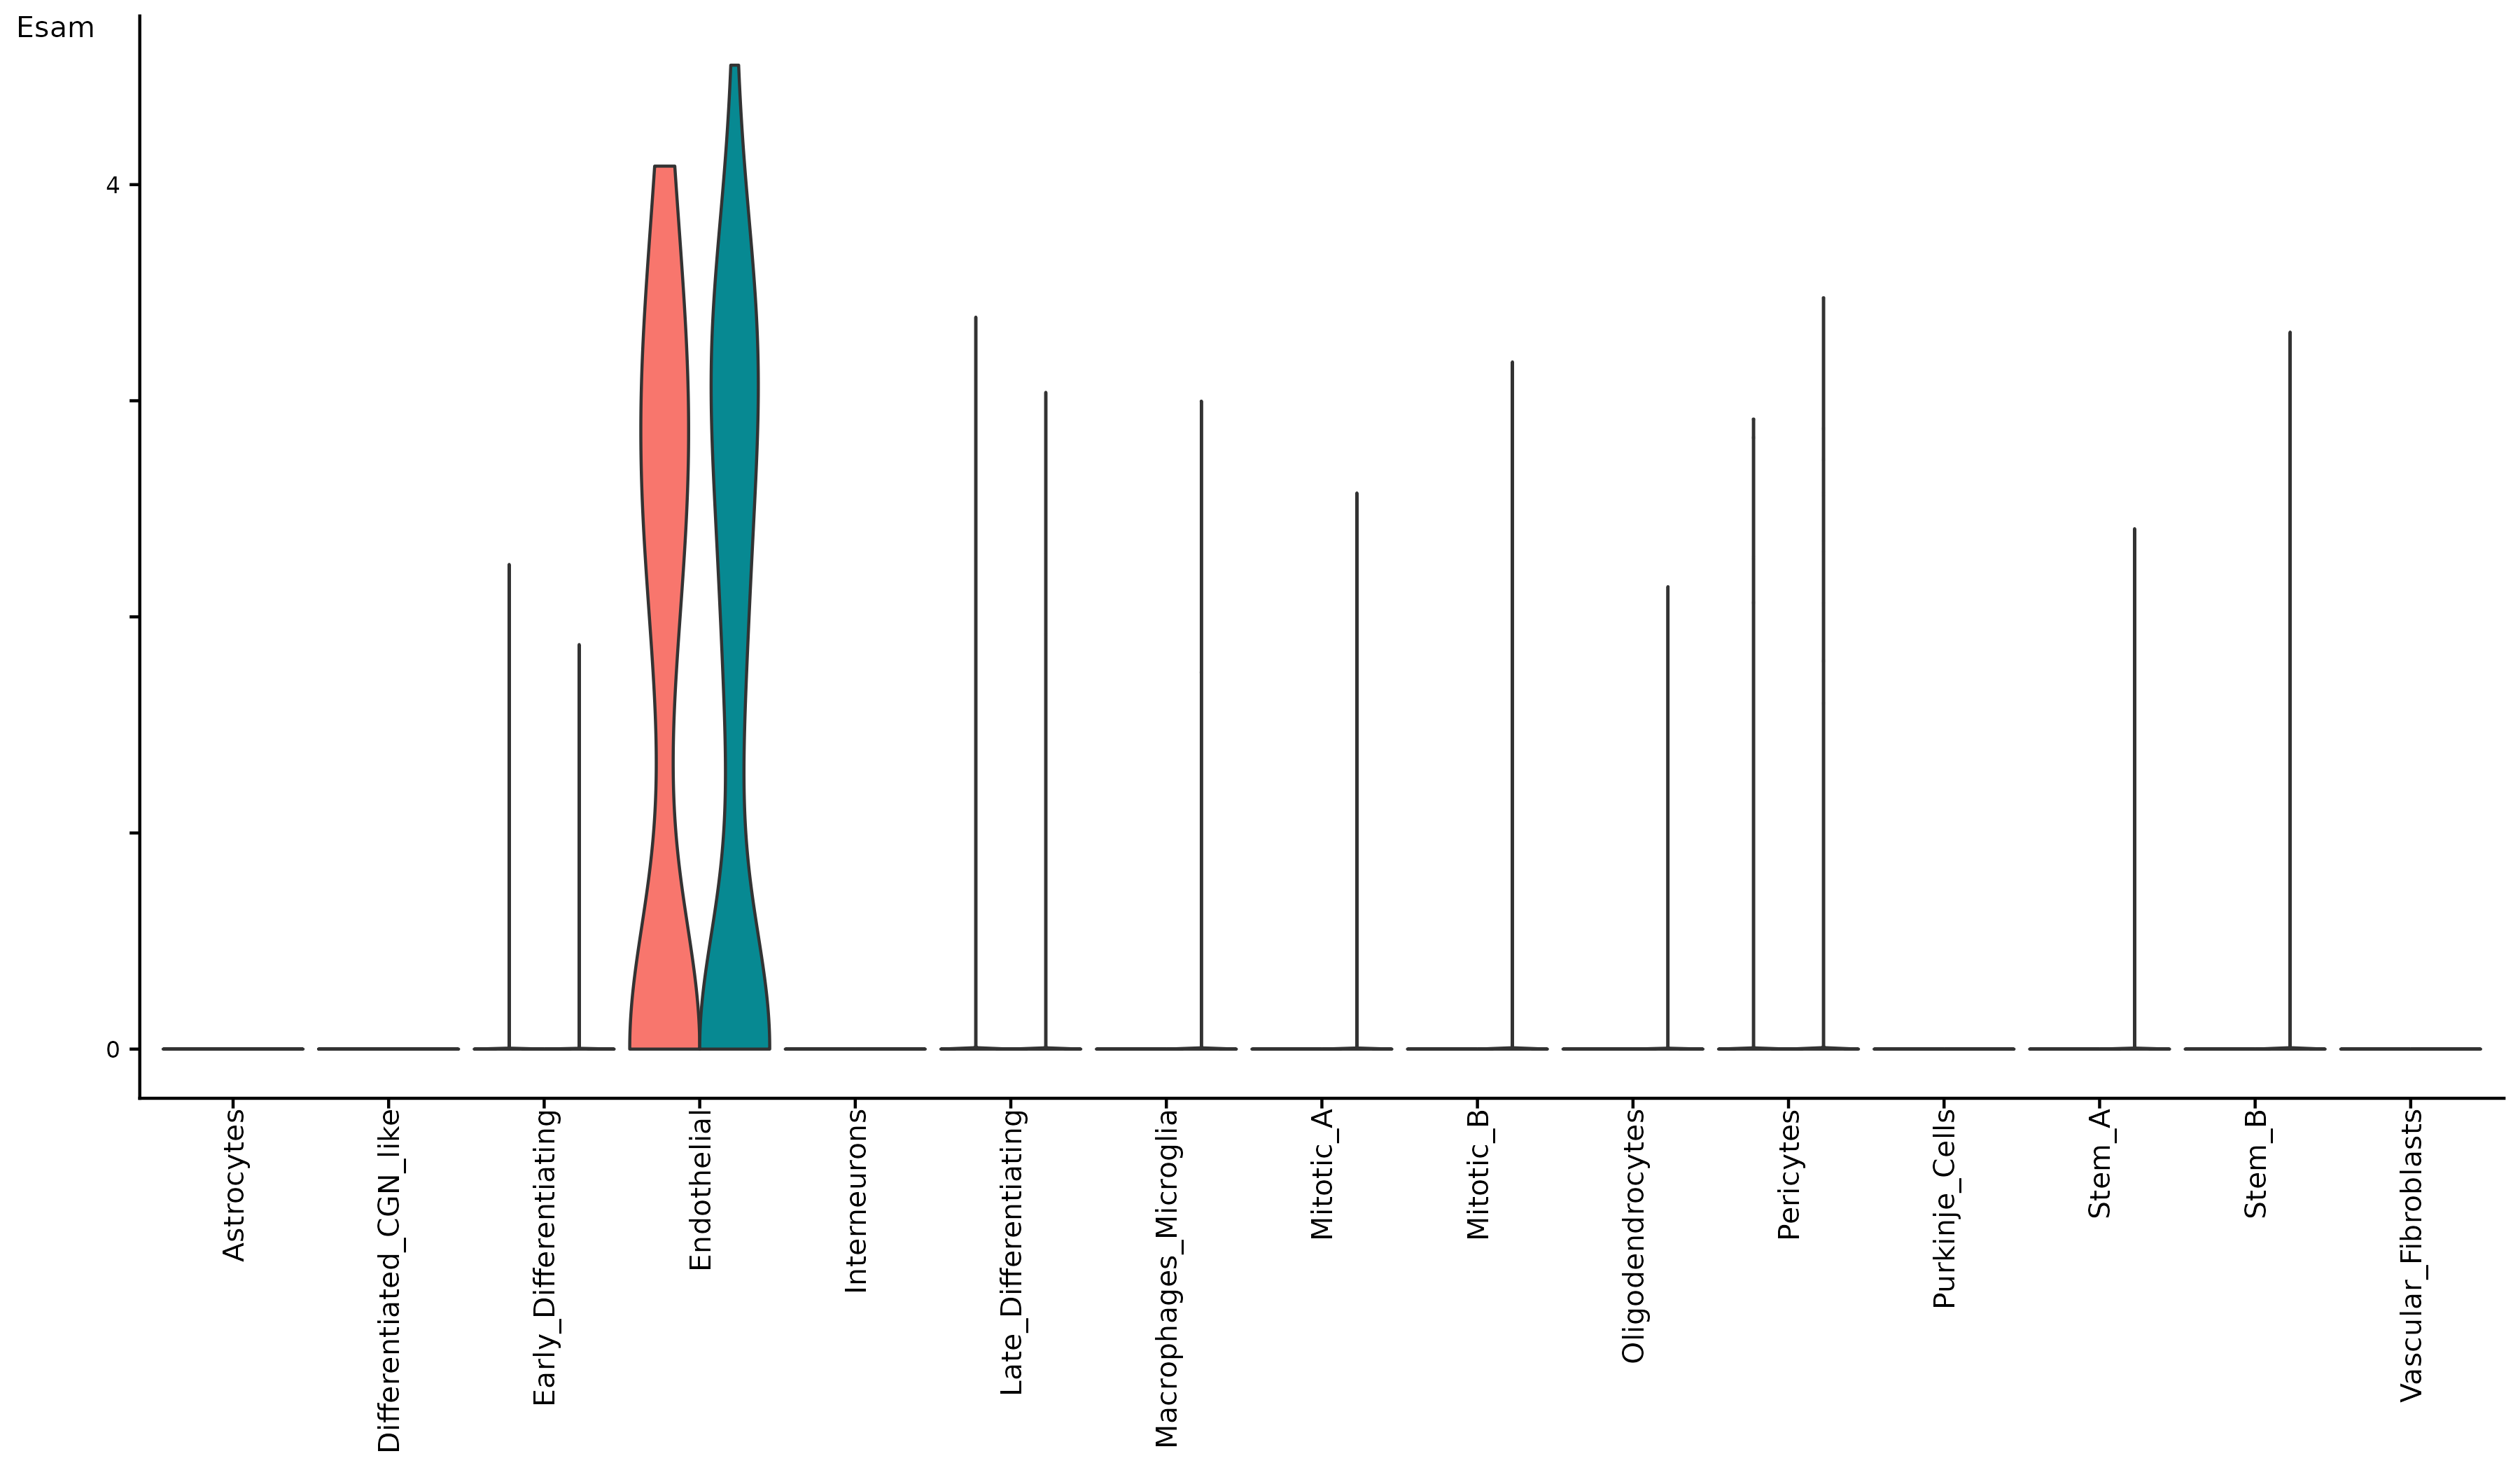 Esam
4
0
Astrocytes
Differentiated_CGN_like
Early_Differentiating
Endothelial
Interneurons
Late_Differentiating
Macrophages_Microglia
Mitotic_A
Mitotic_B
Oligodendrocytes
Pericytes
Purkinje_Cells
Stem_A
Stem_B
Vascular_Fibroblasts